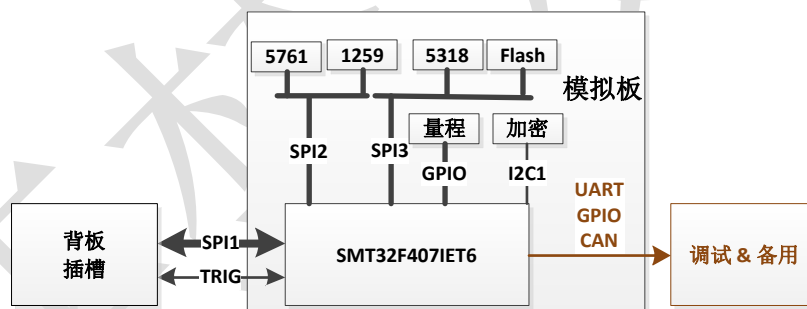 5761
1259
5318
Flash
模拟板
量程
加密
SPI2
SPI3
GPIO
I2C1
UART
GPIO
CAN
背板
插槽
SPI1
TRIG
SMT32F407IET6
调试 & 备用